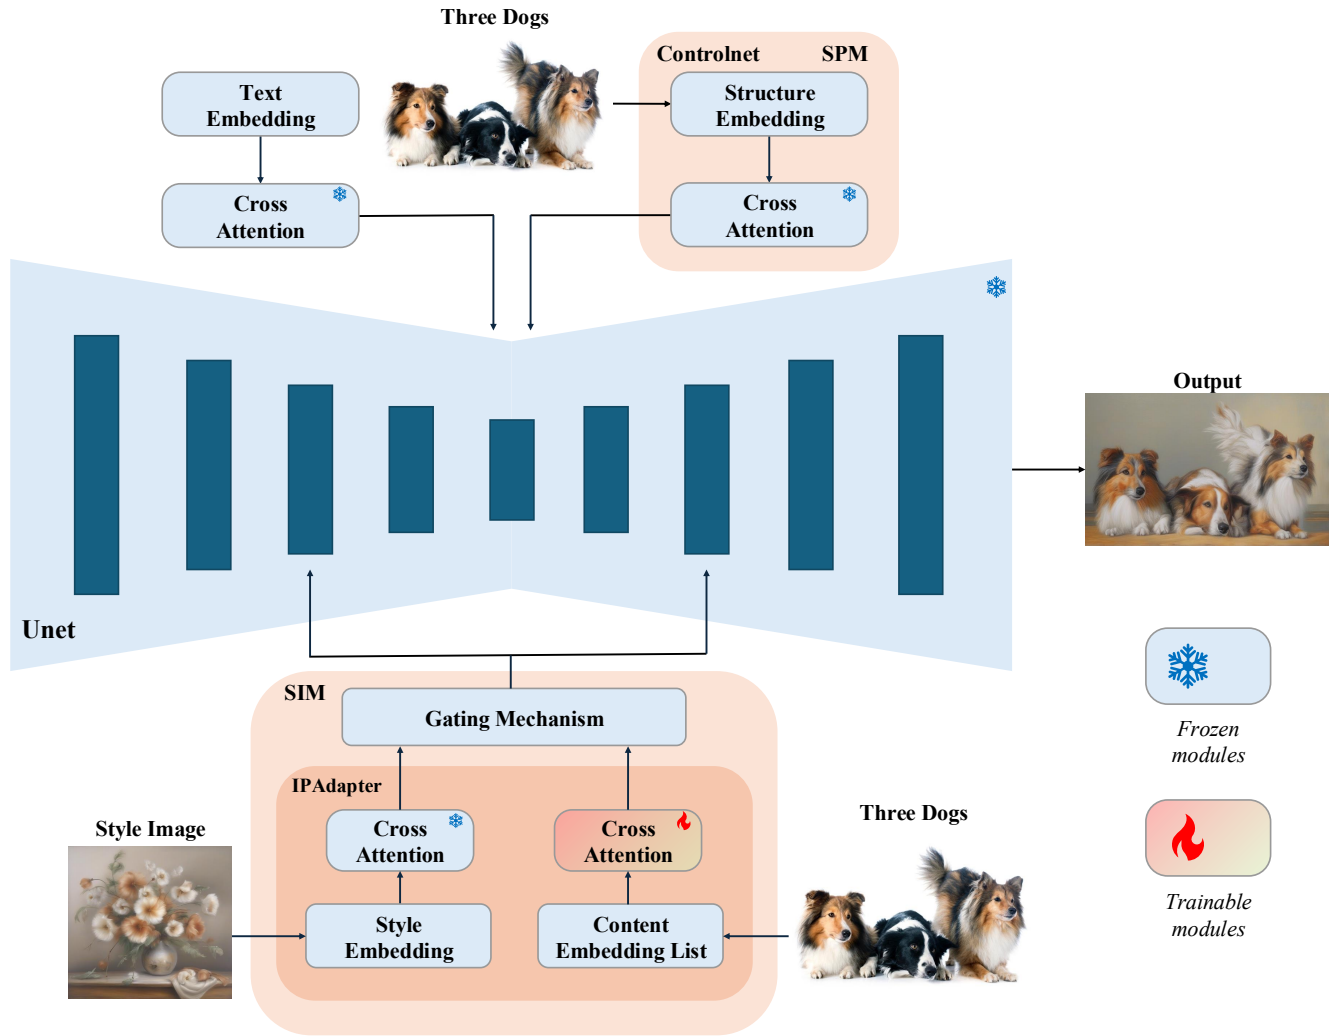 Three Dogs
Controlnet
SPM
Text
Embedding
Structure
Embedding
Cross
Attention
Cross
Attention
Output
Unet
SIM
Gating Mechanism
Frozen
modules
IPAdapter
Three Dogs
Style Image
Cross
Attention
Cross
Attention
Trainable
modules
Style
Embedding
Content
Embedding List